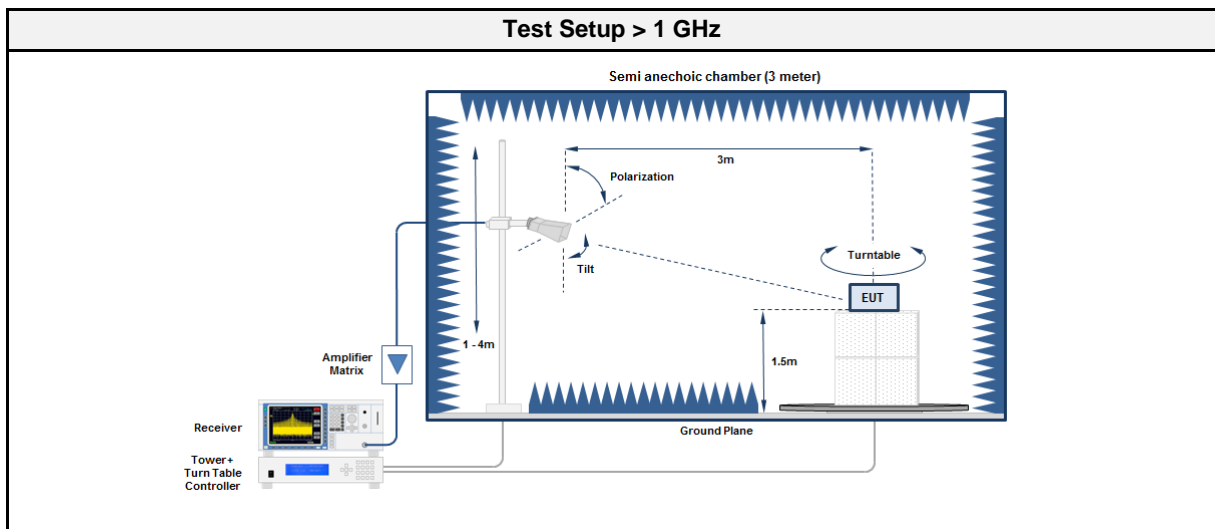 Test Setup > 1 GHz
Semi anechoic chamber (3 meter)
3m
Polarization
Tilt
Turntable
EUT
1 - 4m
1.5m
Amplifier
Matrix
Receiver
Ground Plane
Tower+
Turn Table
Controller